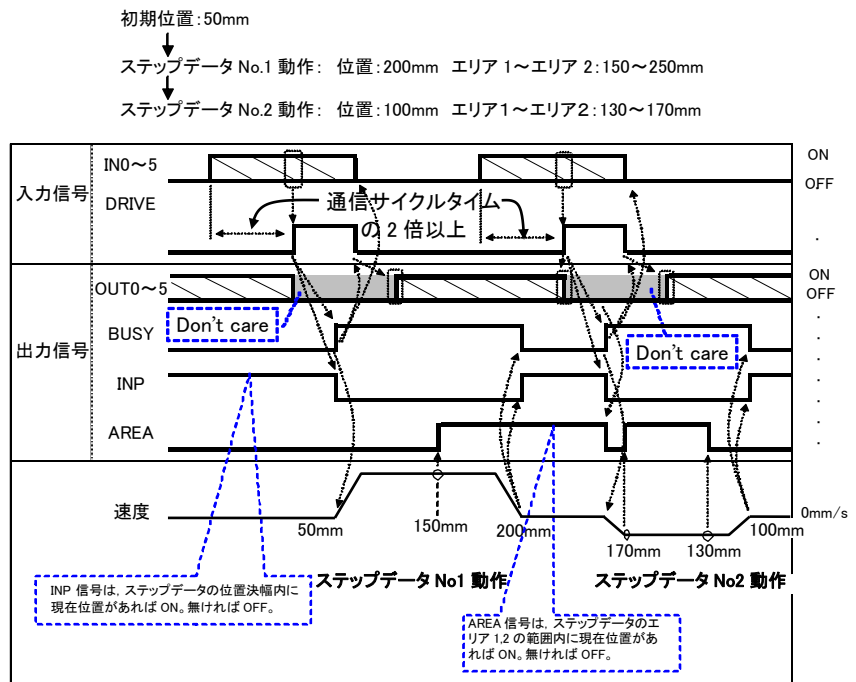 初期位置：50mm
ステップデータ No.1 動作： 位置：200mm エリア 1～エリア 2：150～250mm
ステップデータ No.2 動作： 位置：100mm エリア１～エリア２：130～170mm
入力信号
IN0～5
ON
OFF
DRIVE
通信サイクルタイム
の 2 倍以上
出力信号
OUT0～5
ON
OFF
Don't care
BUSY
Don't care
INP
AREA
速度
0mm/s
50mm
150mm
200mm
170mm
130mm
100mm
ステップデータ No1 動作
ステップデータ No2 動作
INP 信号は，ステップデータの位置決幅内に
現在位置があれば ON。無ければ OFF。
AREA 信号は，ステップデータのエ
リア 1,2 の範囲内に現在位置があ
れば ON。無ければ OFF。